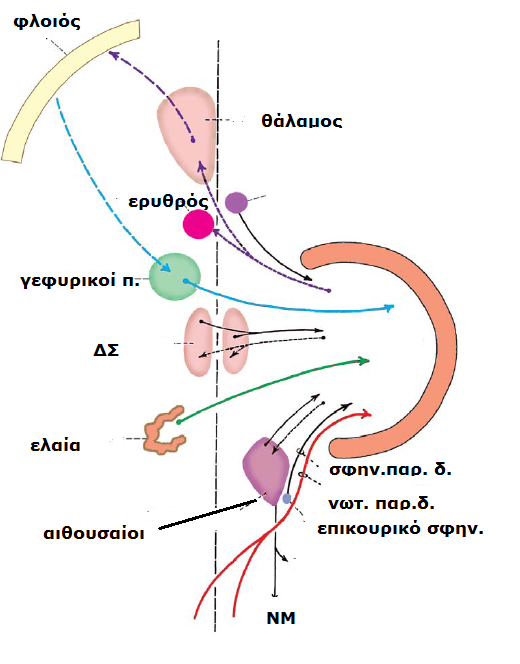 φλοιός
θάλαμος
ερυθρός
γεφυρικοί π.
ΔΣ
ελαία
σφην.παρ. δ.
νωτ. παρ.δ.
επικουρικό σφην.
αιθουσαίοι
ΝΜ